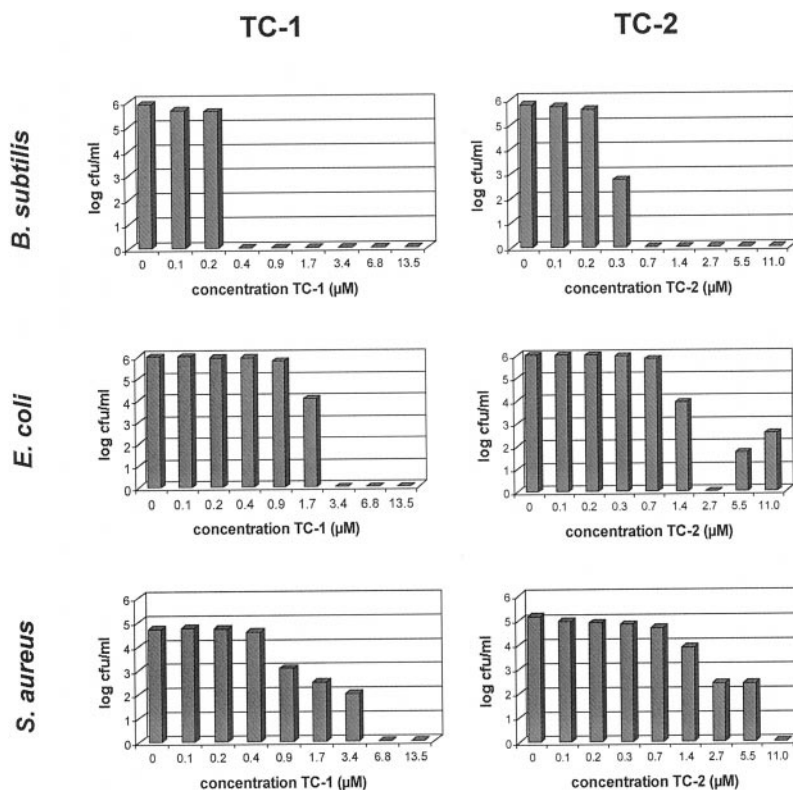 TC-1
TC-2
B. subtilis
log cfu/ml
6
5
4
3
2
1
0
0 0.1 0.2 0.4 0.9 1.7 3.4 6.8 13.5
concentration TC-1 (µM)
log cfu/ml
6
5
4
3
2
1
0
0 0.1 0.2 0.3 0.7 1.4 2.7 5.5 11.0
concentration TC-2 (µM)
E. coli
log cfu/ml
6
5
4
3
2
1
0
0 0.1 0.2 0.4 0.9 1.7 3.4 6.8 13.5
concentration TC-1 (µM)
log cfu/ml
6
5
4
3
2
1
0
0 0.1 0.2 0.3 0.7 1.4 2.7 5.5 11.0
concentration TC-2 (µM)
S. aureus
log cfu/ml
6
5
4
3
2
1
0
0 0.1 0.2 0.4 0.9 1.7 3.4 6.8 13.5
concentration TC-1 (µM)
log cfu/ml
6
5
4
3
2
1
0
0 0.1 0.2 0.3 0.7 1.4 2.7 5.5 11.0
concentration TC-2 (µM)